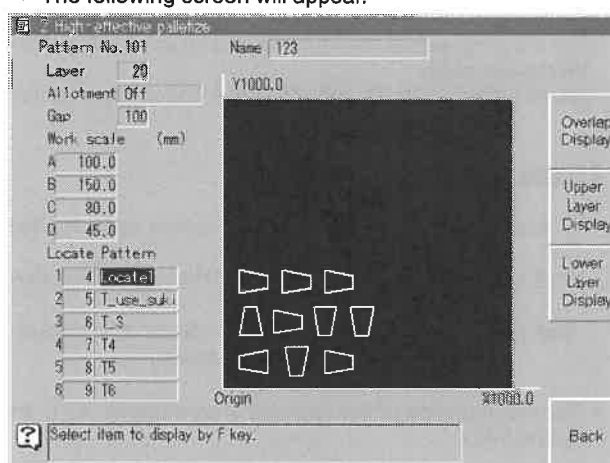 The following screen will appear.
2 High-effective palletize
Pattern No.101
Name 123
Layer 20
Allotment Off
Gap 100
Work scale (mm)
A 100.0
B 150.0
C 80.0
D 45.0
Locate Pattern
1 4 Locate1
2 5 T_use_suki
3 6 T_3
4 7 T4
5 8 T5
6 9 T6
Y1000.0
Origin
X1000.0
Overlap
Display
Upper
Layer
Display
Lower
Layer
Display
Back
Select item to display by F key.